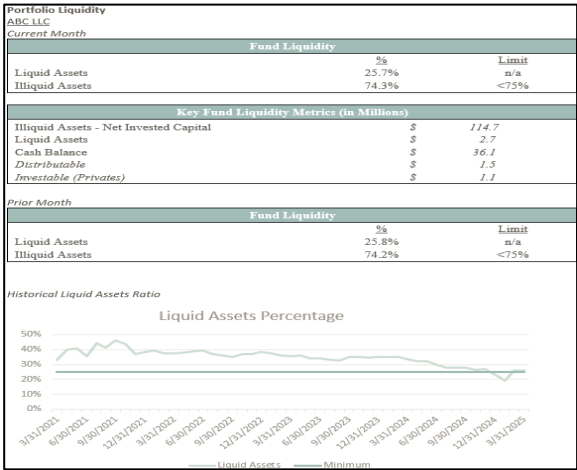 Portfolio Liquidity
ABC LLC
Current Month
Fund Liquidity
% Limit
Liquid Assets 25.7% n/a
Illiquid Assets 74.3% <75%
Key Fund Liquidity Metrics (in Millions)
Illiquid Assets - Net Invested Capital $ 114.7
Liquid Assets $ 2.7
Cash Balance $ 36.1
Distributable $ 1.5
Investable (Privates) $ 1.1
Prior Month
Fund Liquidity
% Limit
Liquid Assets 25.8% n/a
Illiquid Assets 74.2% <75%
Historical Liquid Assets Ratio
Liquid Assets Percentage
50%
40%
30%
20%
10%
0%
3/31/2021 6/30/2021 9/30/2021 12/31/2021 3/31/2022 6/30/2022 9/30/2022 12/31/2022 3/31/2023 6/30/2023 9/30/2023 12/31/2023 3/31/2024 6/30/2024 9/30/2024 12/31/2024 3/31/2025
Liquid Assets Minimum